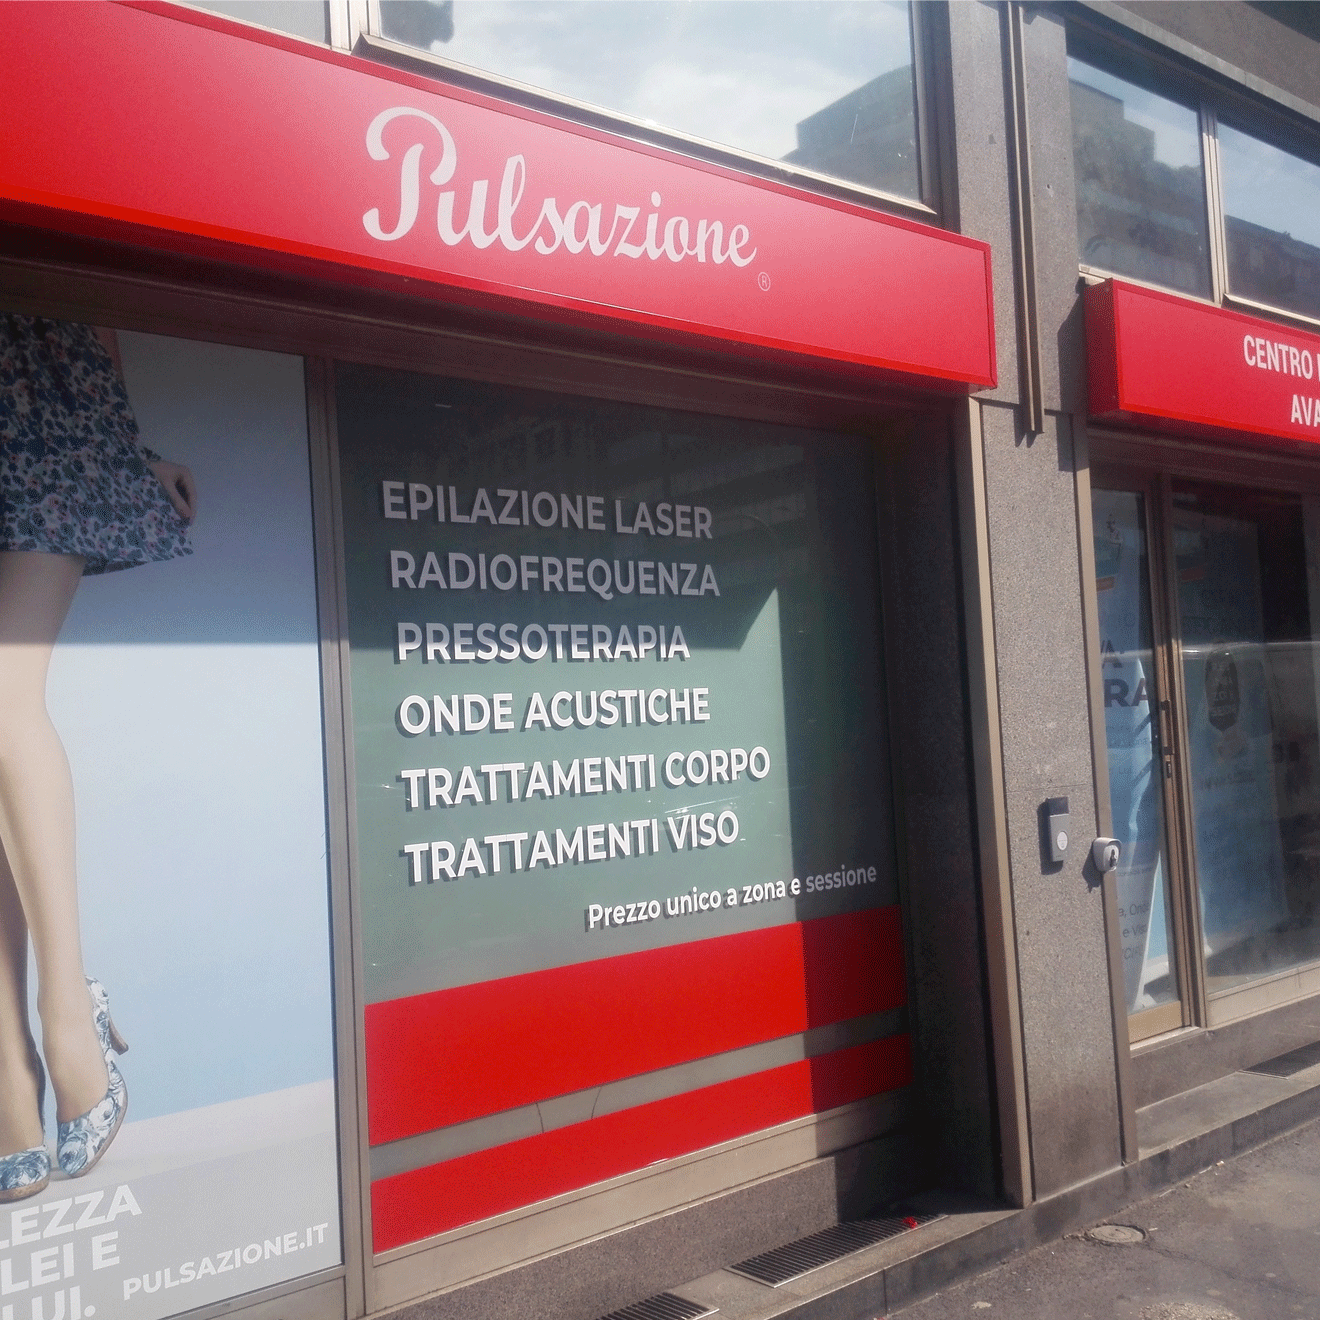 Pulsazione
®
CENTRO
AVA
EPILAZIONE LASER
RADIOFREQUENZA
PRESSOTERAPIA
ONDE ACUSTICHE
TRATTAMENTI CORPO
TRATTAMENTI VISO
Prezzo unico a zona e sessione
LEZZA
LEI E
LUI.
PULSAZIONE.IT
RA